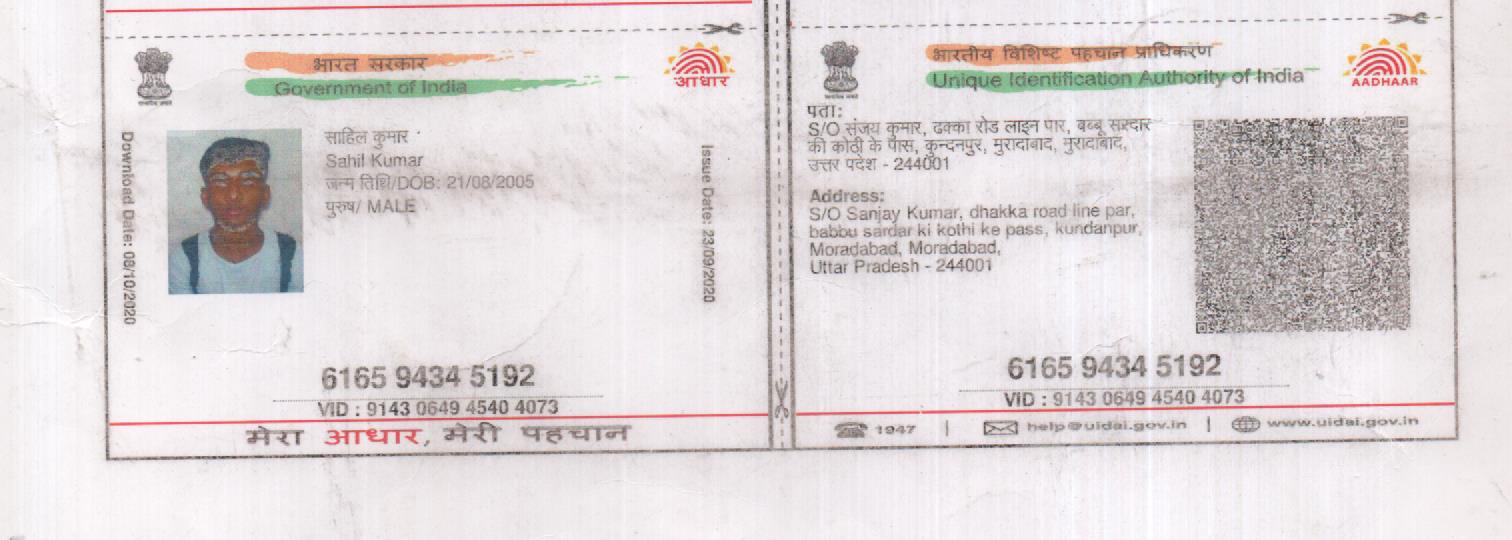 भारत सरकार
Government of India
आधार
Download Date: 08/10/2020
साहिल कुमार
Sahil Kumar
जन्म तिथि/DOB: 21/08/2005
पुरुष/ MALE
Issue Date: 23/09/2020
6165 9434 5192
VID : 9143 0649 4540 4073
मेरा आधार, मेरी पहचान
भारतीय विशिष्ट पहचान प्राधिकरण
Unique Identification Authority of India
AADHAAR
पता:
S/O संजय कुमार, ढक्का रोड लाइन पार, बब्बू सरदार
की कोठी के पास, कुन्दनपुर, मुरादाबाद, मुरादाबाद,
उत्तर प्रदेश - 244001
Address:
S/O Sanjay Kumar, dhakka road line par,
babbu sardar ki kothi ke pass, kundanpur,
Moradabad, Moradabad,
Uttar Pradesh - 244001
6165 9434 5192
VID : 9143 0649 4540 4073
1947 | help@uidai.gov.in | www.uidai.gov.in